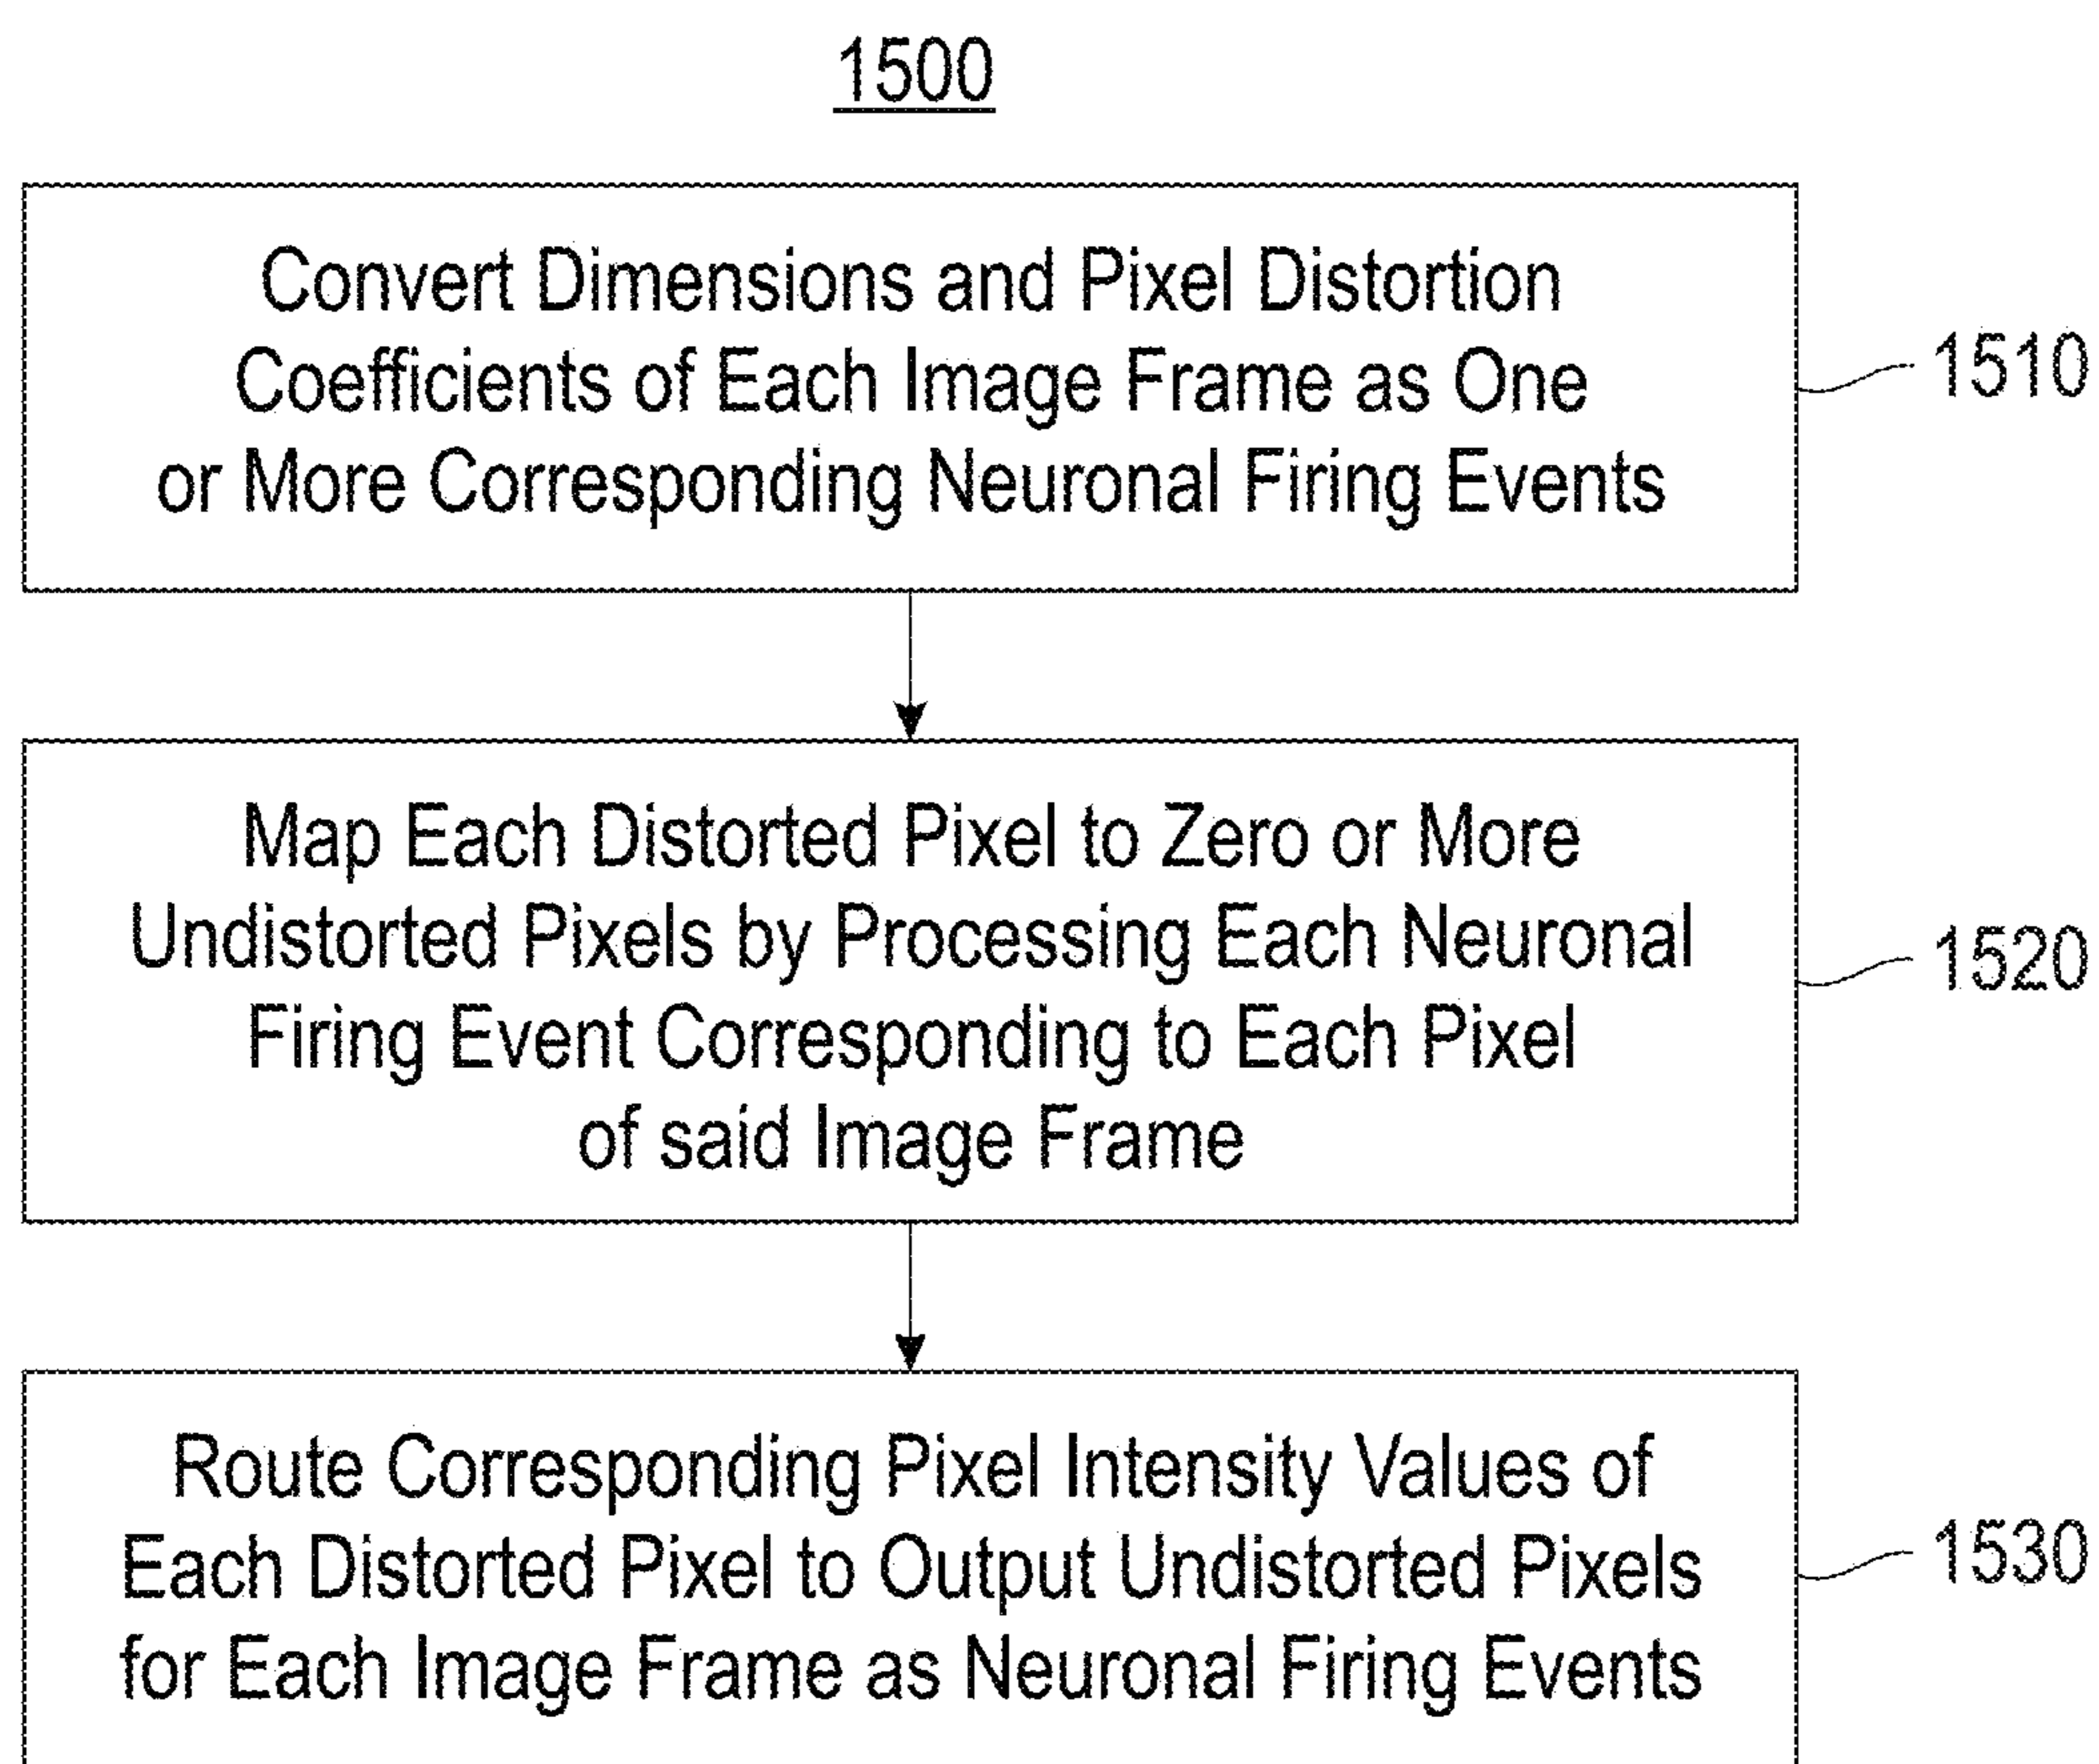 1500
Convert Dimensions and Pixel Distortion
Coefficients of Each Image Frame as One
or More Corresponding Neuronal Firing Events
1510
Map Each Distorted Pixel to Zero or More
Undistorted Pixels by Processing Each Neuronal
Firing Event Corresponding to Each Pixel
of said Image Frame
1520
Route Corresponding Pixel Intensity Values of
Each Distorted Pixel to Output Undistorted Pixels
for Each Image Frame as Neuronal Firing Events
1530